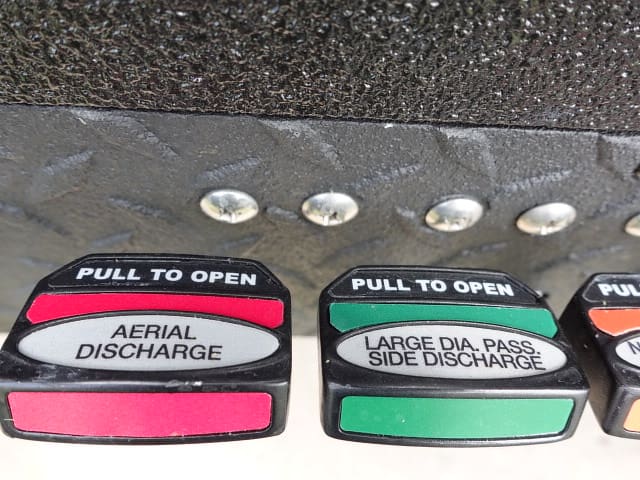 PULL TO OPEN
AERIAL
DISCHARGE
PULL TO OPEN
LARGE DIA. PASS.
SIDE DISCHARGE